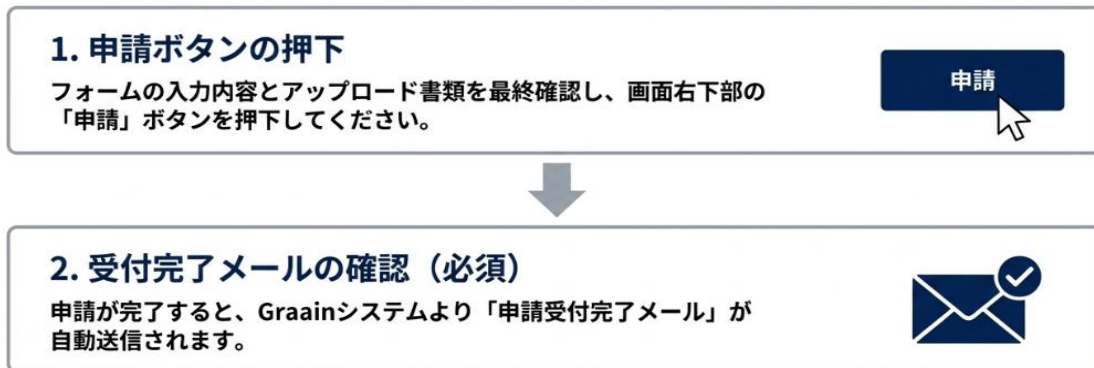 1. 申請ボタンの押下
フォームの入力内容とアップロード書類を最終確認し、画面右下部の
「申請」ボタンを押下してください。
申請
2. 受付完了メールの確認（必須）
申請が完了すると、Graainシステムより「申請受付完了メール」が
自動送信されます。